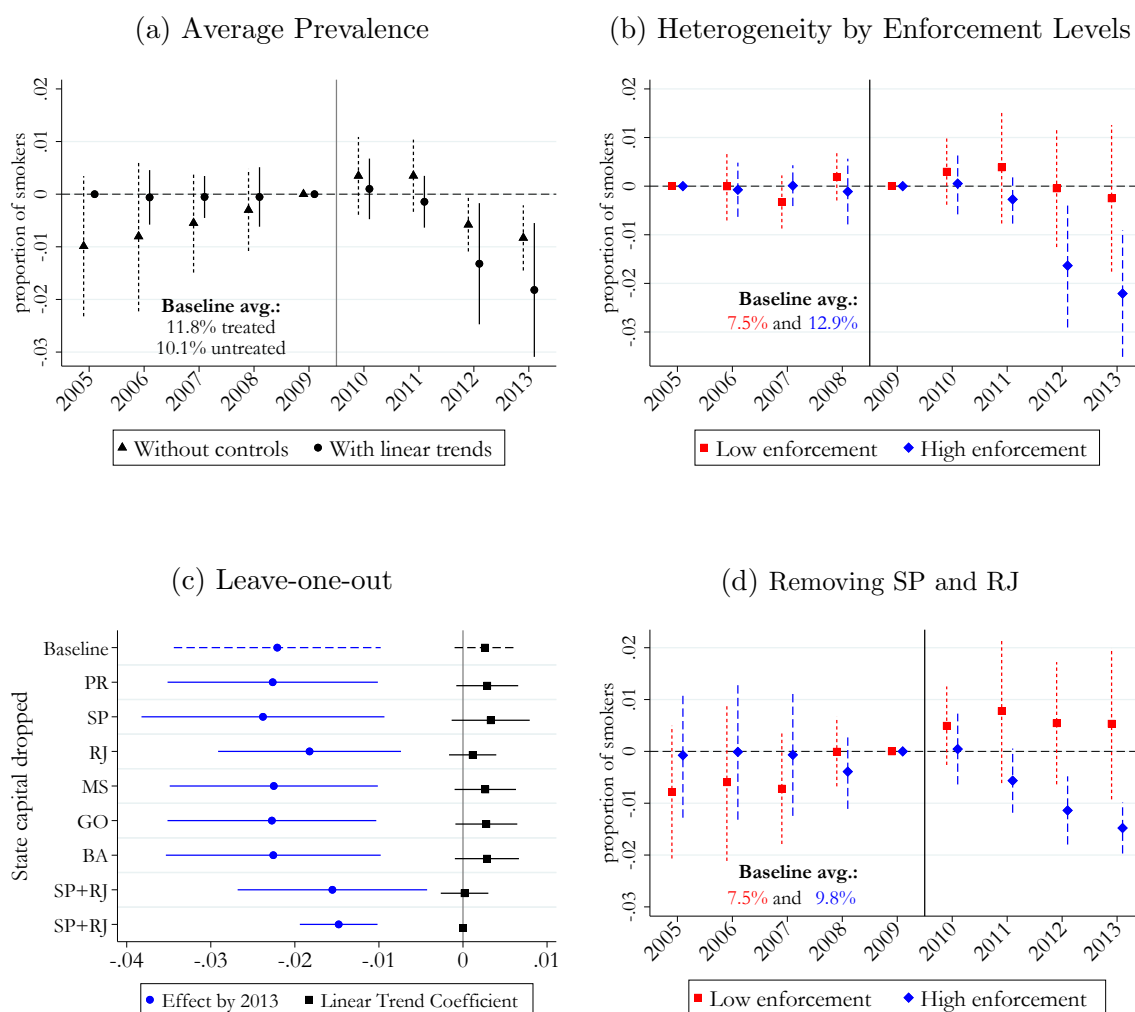 (a) Average Prevalence
proportion of smokers
.02
.01
0
-.01
-.02
-.03
Baseline avg.:
11.8% treated
10.1% untreated
2005
2006
2007
2008
2009
2010
2011
2012
2013
Without controls
With linear trends
(b) Heterogeneity by Enforcement Levels
proportion of smokers
.02
.01
0
-.01
-.02
-.03
Baseline avg.:
7.5% and 12.9%
2005
2006
2007
2008
2009
2010
2011
2012
2013
Low enforcement
High enforcement
(c) Leave-one-out
State capital dropped
Baseline
PR
SP
RJ
MS
GO
BA
SP+RJ
SP+RJ
-.04
-.03
-.02
-.01
0
.01
Effect by 2013
Linear Trend Coefficient
(d) Removing SP and RJ
proportion of smokers
.02
.01
0
-.01
-.02
-.03
Baseline avg.:
7.5% and 9.8%
2005
2006
2007
2008
2009
2010
2011
2012
2013
Low enforcement
High enforcement